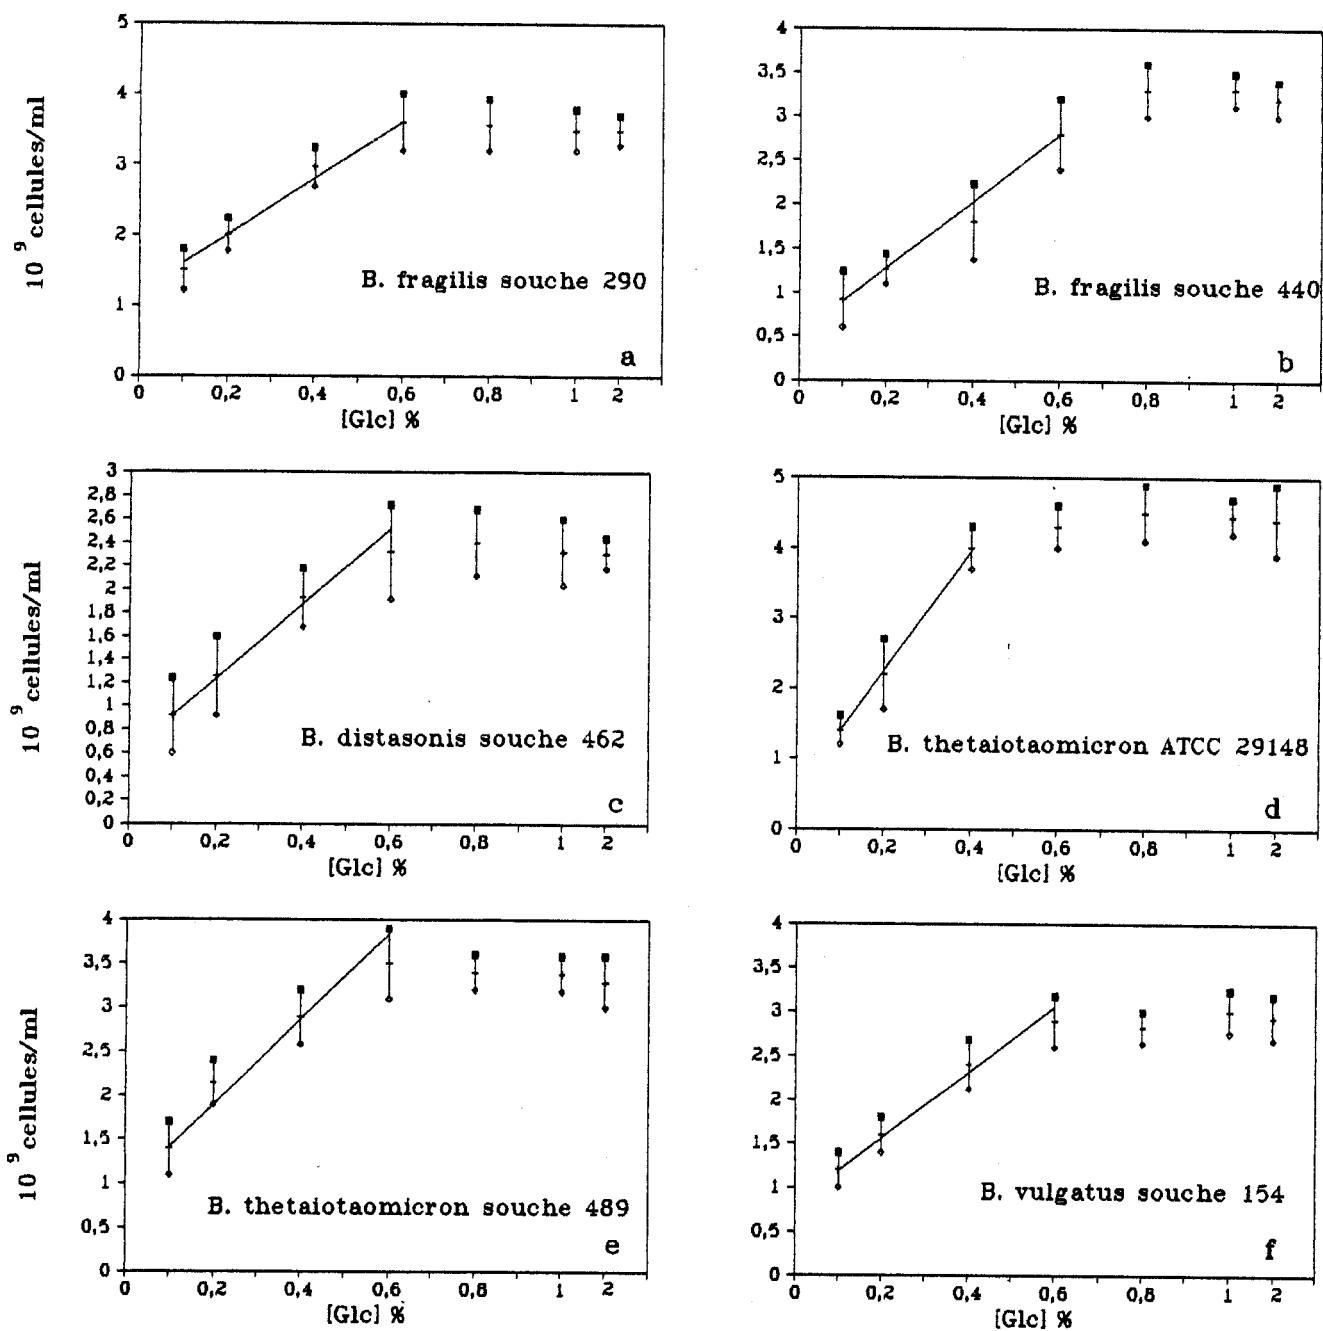 10 9 cellules/ml
5
4
3
2
1
0
B. fragilis souche 290
a
0 0,2 0,4 0,6 0,8 1 2
[Glc] %
4
3,5
3
2,5
2
1,5
1
0,5
0
B. fragilis souche 440
b
0 0,2 0,4 0,6 0,8 1 2
[Glc] %
10 9 cellules/ml
3
2,8
2,6
2,4
2,2
2
1,8
1,6
1,4
1,2
1
0,8
0,6
0,4
0,2
0
B. distasonis souche 462
c
0 0,2 0,4 0,6 0,8 1 2
[Glc] %
5
4
3
2
1
0
B. thetaiotaomicron ATCC 29148
d
0 0,2 0,4 0,6 0,8 1 2
[Glc] %
10 9 cellules/ml
4
3,5
3
2,5
2
1,5
1
0,5
0
B. thetaiotaomicron souche 489
e
0 0,2 0,4 0,6 0,8 1 2
[Glc] %
4
3,5
3
2,5
2
1,5
1
0,5
0
B. vulgatus souche 154
f
0 0,2 0,4 0,6 0,8 1 2
[Glc] %